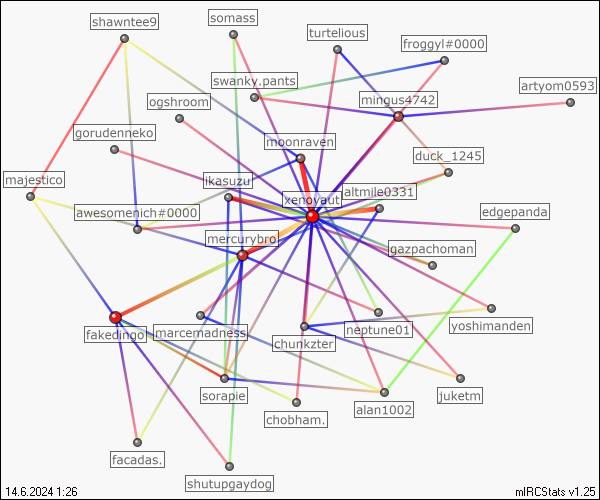 shawntee9
somass
turtelious
froggyl#0000
swanky.pants
artyom0593
ogshroom
mingus4742
gorudenneko
moonraven
duck_1245
majestico
ikasuzu
altmile0331
xenoyaut
awesomenich#0000
edgepanda
mercurybro
gazpachoman
fakedingo
marcemadness
neptune01
yoshimanden
chunkzter
sorapie
juketm
alan1002
chobham.
facadas.
shutupgaydog
14.6.2024 1:26
mIRCStats v1.25